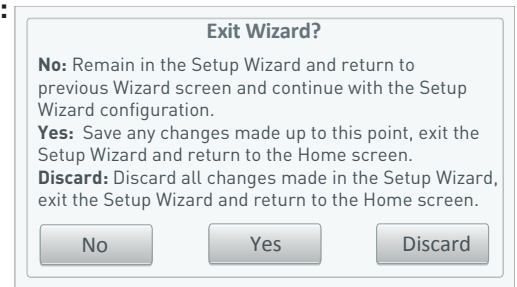 :
Exit Wizard?
No: Remain in the Setup Wizard and return to
previous Wizard screen and continue with the Setup
Wizard configuration.
Yes: Save any changes made up to this point, exit the
Setup Wizard and return to the Home screen.
Discard: Discard all changes made in the Setup Wizard,
exit the Setup Wizard and return to the Home screen.
No Yes Discard